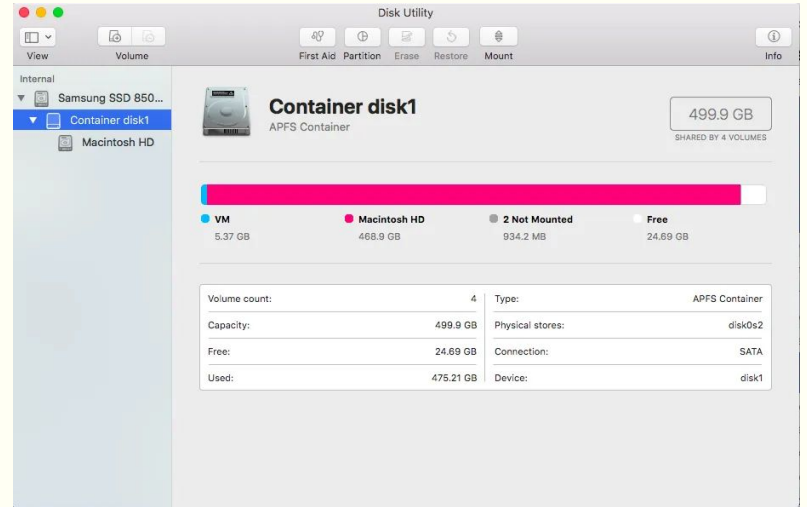 Disk Utility
View
Volume
First Aid
Partition
Erase
Restore
Mount
Info
Internal
Samsung SSD 850...
Container disk1
Macintosh HD
Container disk1
APFS Container
499.9 GB
SHARED BY 4 VOLUMES
VM
5.37 GB
Macintosh HD
468.9 GB
2 Not Mounted
934.2 MB
Free
24.69 GB
Volume count: 4
Type: APFS Container
Capacity: 499.9 GB
Physical stores: disk0s2
Free: 24.69 GB
Connection: SATA
Used: 475.21 GB
Device: disk1